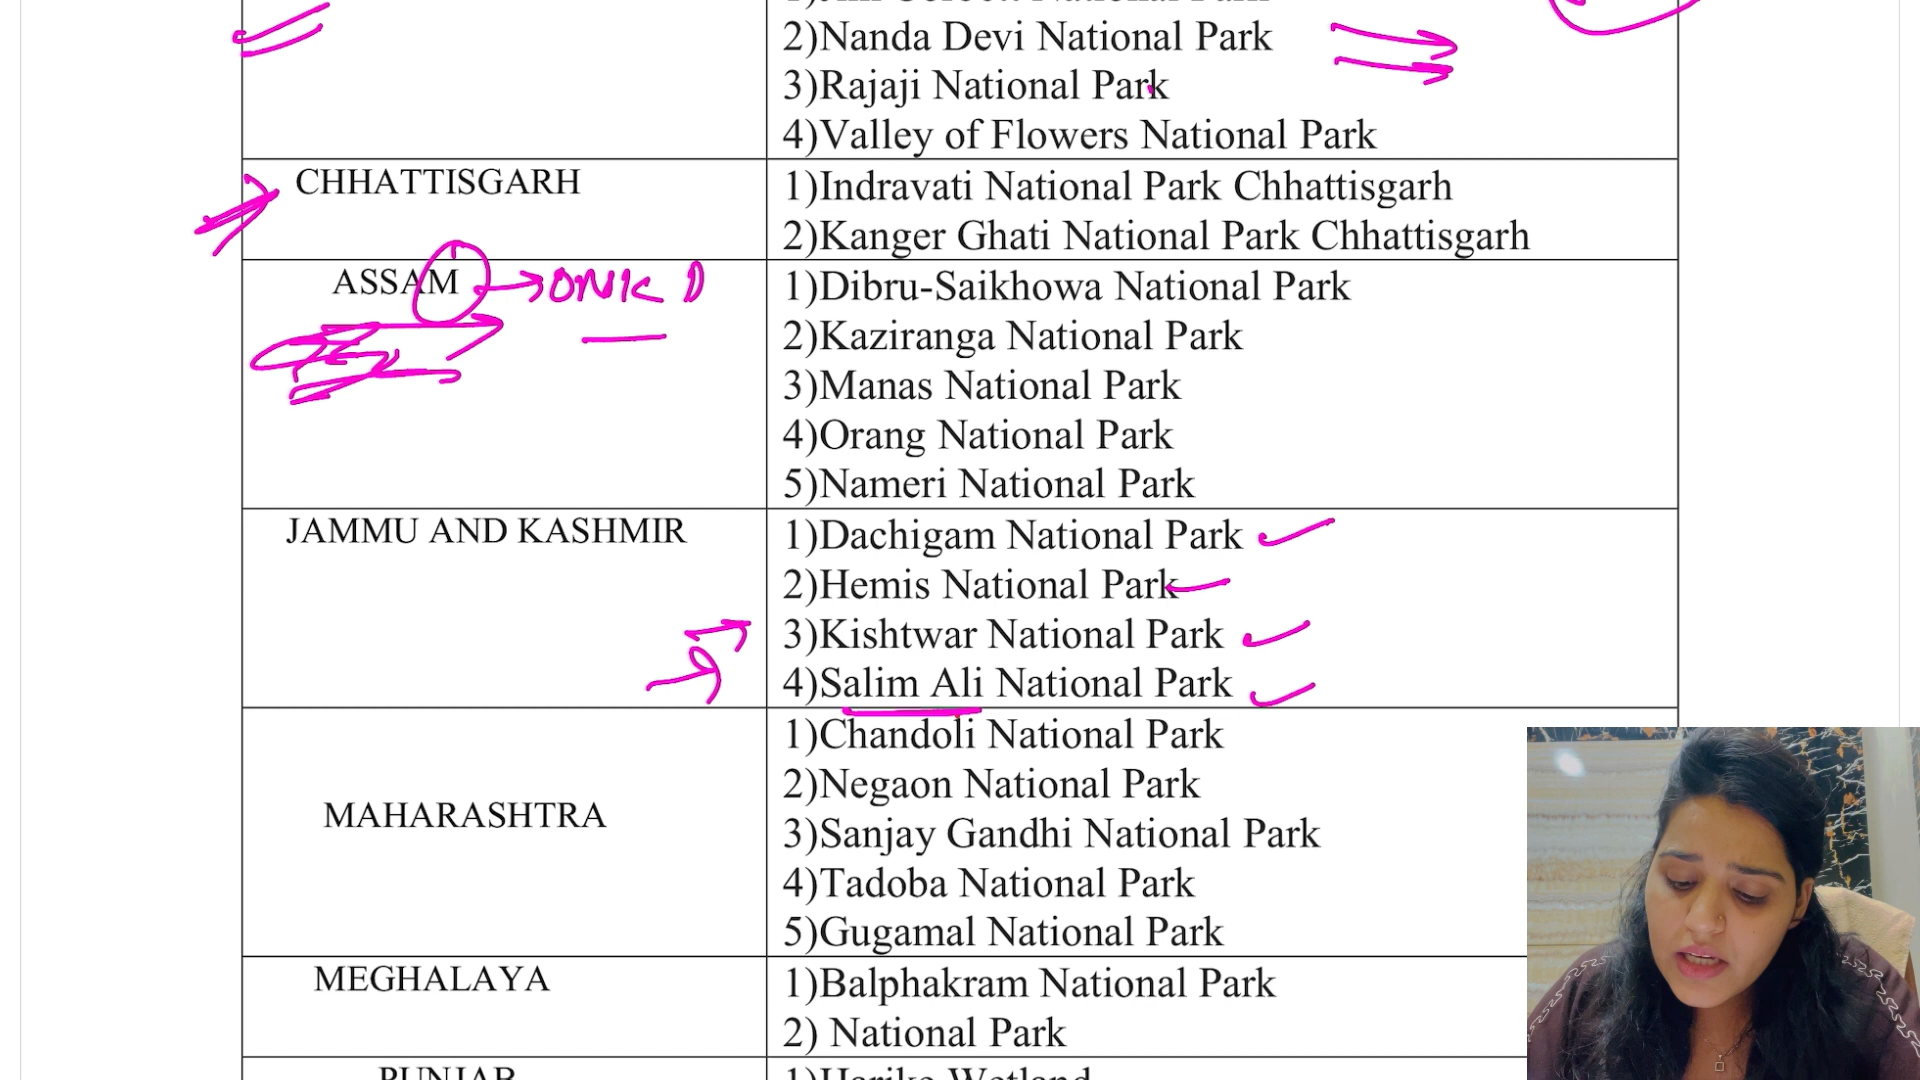 2)Nanda Devi National Park
3)Rajaji National Park
4)Valley of Flowers National Park
CHHATTISGARH
1)Indravati National Park Chhattisgarh
2)Kanger Ghati National Park Chhattisgarh
ASSAM
ONK D
1)Dibru-Saikhowa National Park
2)Kaziranga National Park
3)Manas National Park
4)Orang National Park
5)Nameri National Park
JAMMU AND KASHMIR
1)Dachigam National Park
2)Hemis National Park
3)Kishtwar National Park
4)Salim Ali National Park
MAHARASHTRA
1)Chandoli National Park
2)Negaon National Park
3)Sanjay Gandhi National Park
4)Tadoba National Park
5)Gugamal National Park
MEGHALAYA
1)Balphakram National Park
2) National Park
PUNJAB
1)Harike Wetland